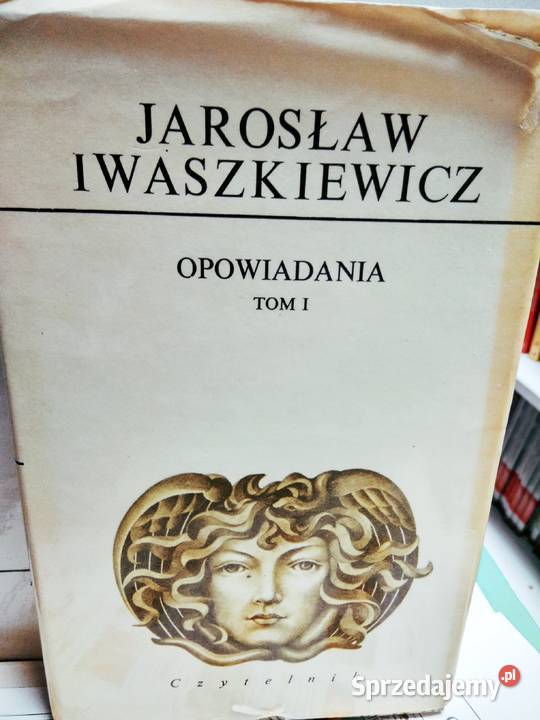 JAROSŁAW
IWASZKIEWICZ
OPOWIADANIA
TOM I
Czytelnik
Sprzedajemy.pl